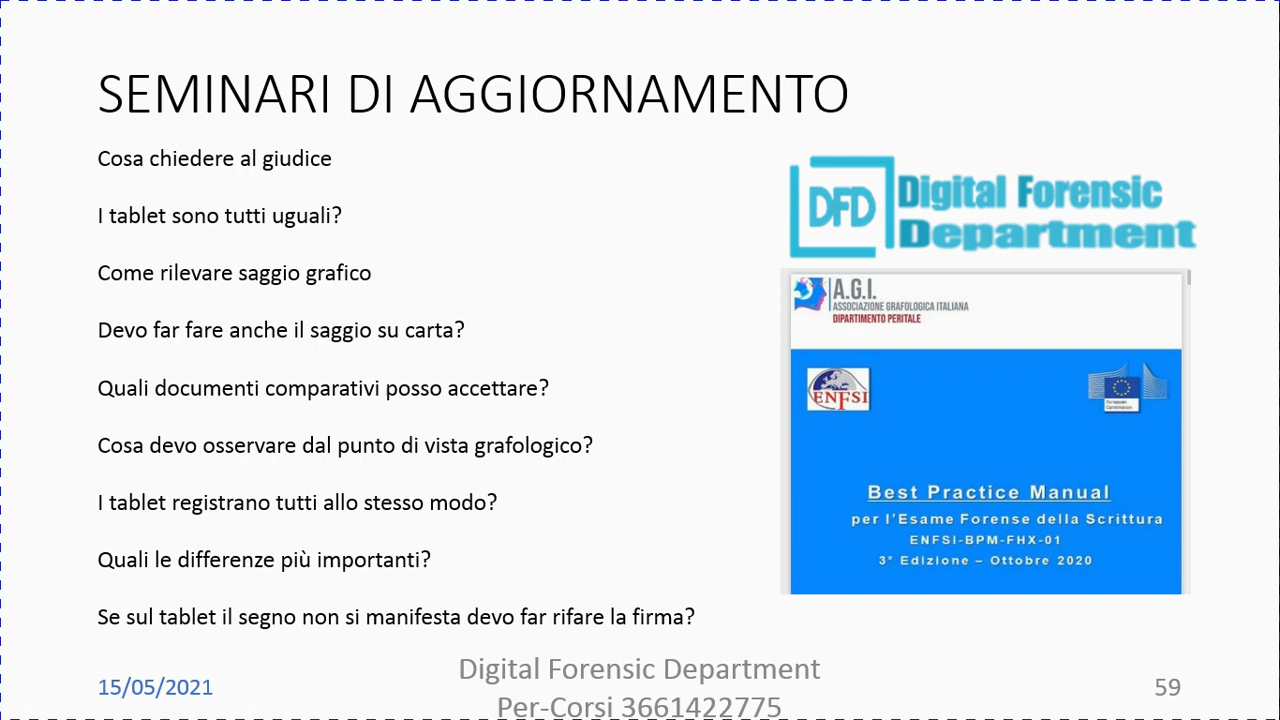 SEMINARI DI AGGIORNAMENTO
Cosa chiedere al giudice
I tablet sono tutti uguali?
Come rilevare saggio grafico
Devo far fare anche il saggio su carta?
Quali documenti comparativi posso accettare?
Cosa devo osservare dal punto di vista grafologico?
I tablet registrano tutti allo stesso modo?
Quali le differenze più importanti?
Se sul tablet il segno non si manifesta devo far rifare la firma?
DFD Digital Forensic
Department
A.G.I.
ASSOCIAZIONE GRAFOLOGICA ITALIANA
DIPARTIMENTO PERITALE
ENFSI
European
Commission
Best Practice Manual
per l'Esame Forense della Scrittura
ENFSI-BPM-FHX-01
3° Edizione – Ottobre 2020
15/05/2021
Digital Forensic Department
Per-Corsi 3661422775
59